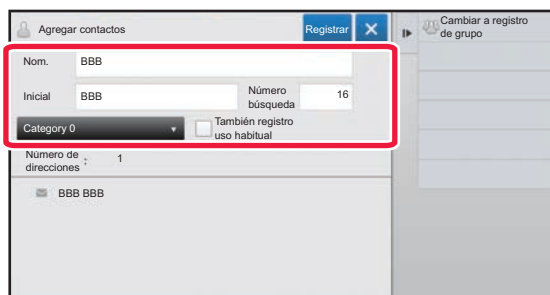 Agregar contactos Registrar Cambiar a registro
de grupo
Nom. BBB
Inicial BBB Número
búsqueda 16
Category 0 También registro
uso habitual
Número de
direcciones : 1
BBB BBB